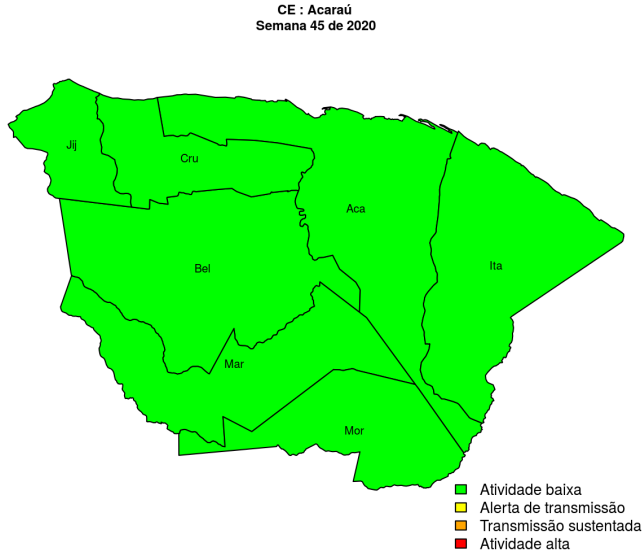 CE : Acaraú
Semana 45 de 2020
Jij
Cru
Aca
Bel
Ita
Mar
Mor
Atividade baixa
Alerta de transmissão
Transmissão sustentada
Atividade alta